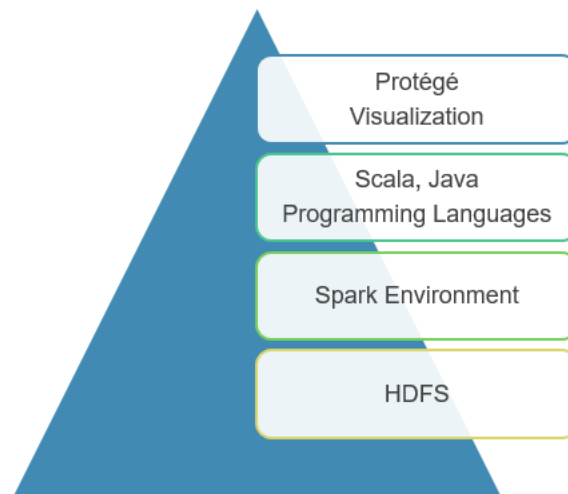 Protégé
Visualization
Scala, Java
Programming Languages
Spark Environment
HDFS